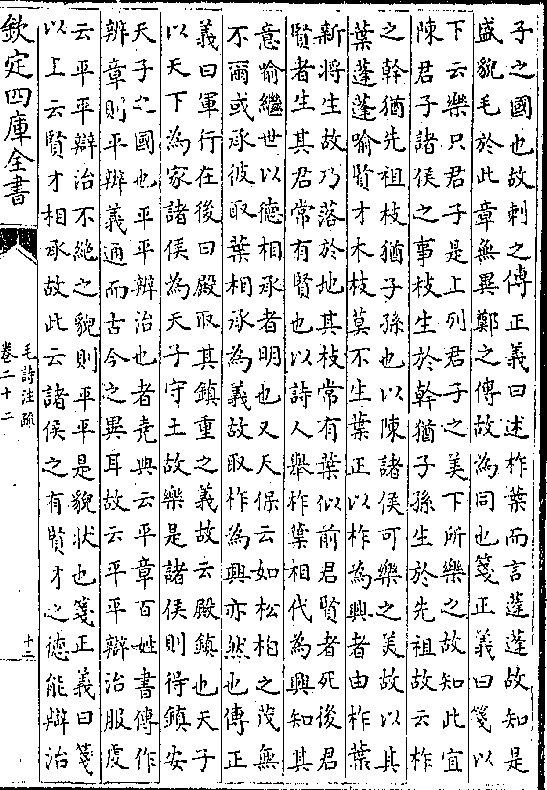 子之國也故刺之傳正義曰述柞葉而言蓬蓬故知是
盛貌毛於此章無異鄭之傳故為同也箋正義曰箋以
下云樂只君子是上列君子之美下所樂之故知此宜
陳君子諸侯之事枝生於幹猶子孫生於先祖故云柞
之幹猶先祖枝猶子孫也以陳諸侯可樂之美故以其
葉蓬蓬喻賢才木枝莫不生葉正以柞為興者由柞葉
新將生故乃落於地其枝常有葉似前君賢者死後君
賢者生其君常有賢也以詩人舉柞葉相代為興知其
意喻繼世以德相承者明也又天保云如松柏之茂無
不爾或承彼取葉相承為義故取柞為興亦然也傳正
義曰軍行在後曰殿取其鎮重之義故云殿鎮也天子
以天下為家諸侯為天子守土故樂是諸侯則得鎮安
天子之國也平平辨治也者堯典云平章百姓書傳作
辨章則平辨義通而古今之異耳故云平平辯治服虔
云平平辯治不絶之貌則平平是貌狀也箋正義曰箋
以上云賢才相承故此云諸侯之有賢才之德能辯治
欽定四庫全書
毛詩注疏
卷二十二
十二